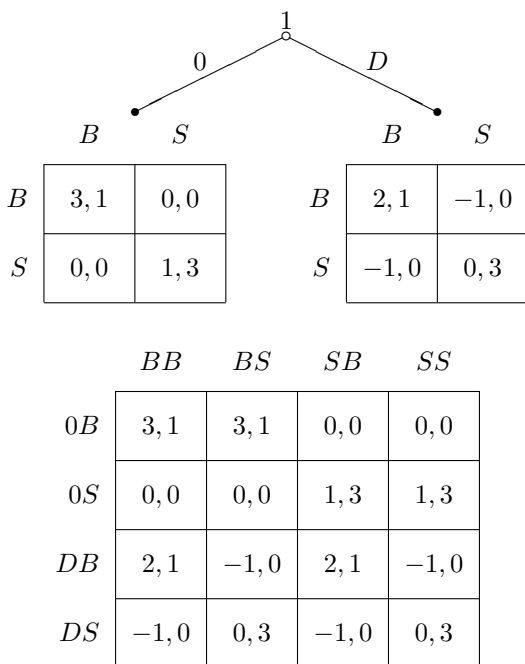 1
0 D
B S B S
B 3, 1 0, 0 B 2, 1 −1, 0
S 0, 0 1, 3 S −1, 0 0, 3
BB BS SB SS
0B 3, 1 3, 1 0, 0 0, 0
0S 0, 0 0, 0 1, 3 1, 3
DB 2, 1 −1, 0 2, 1 −1, 0
DS −1, 0 0, 3 −1, 0 0, 3